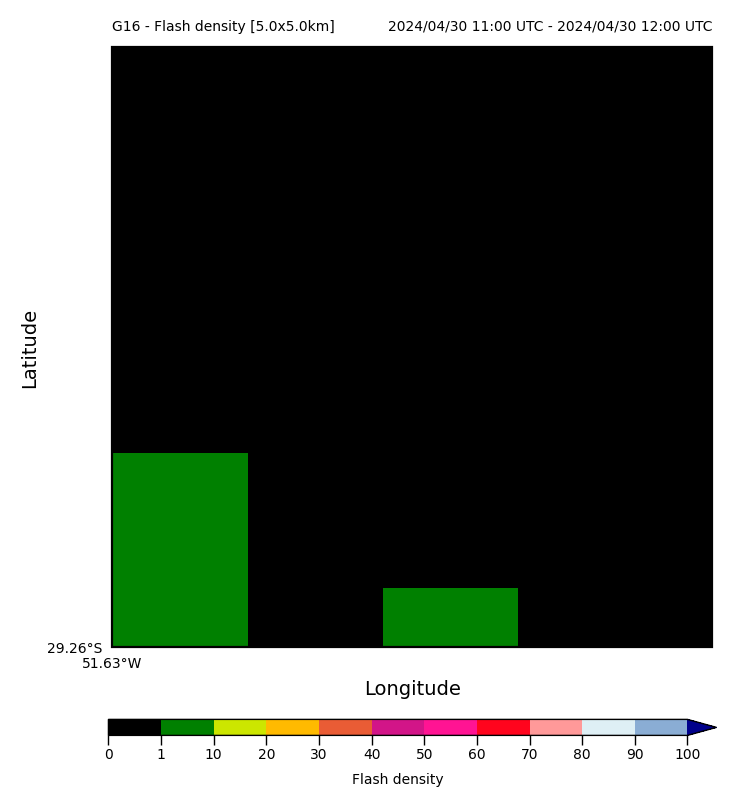 G16 - Flash density [5.0x5.0km] 2024/04/30 11:00 UTC - 2024/04/30 12:00 UTC
Latitude
29.26°S
51.63°W
Longitude
0 1 10 20 30 40 50 60 70 80 90 100
Flash density